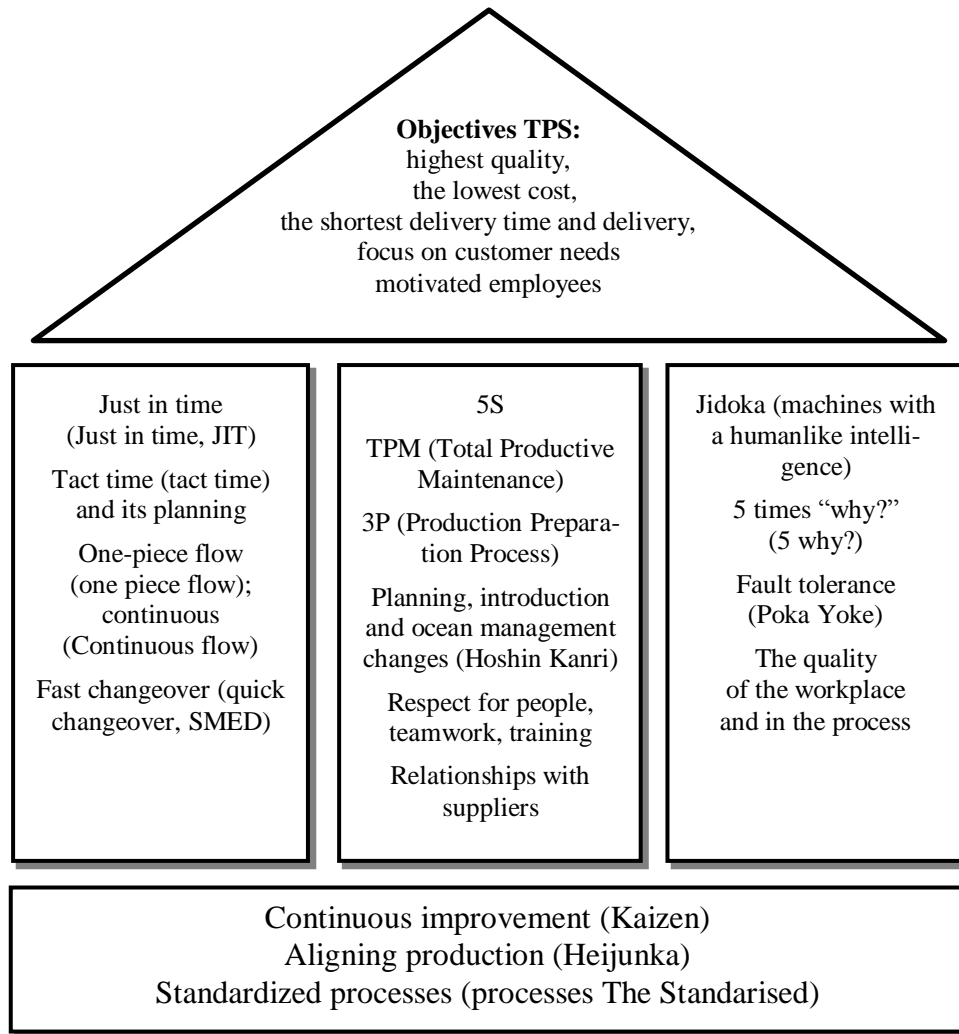 Objectives TPS:
highest quality,
the lowest cost,
the shortest delivery time and delivery,
focus on customer needs
motivated employees
Just in time
(Just in time, JIT)
Tact time (tact time)
and its planning
One-piece flow
(one piece flow);
continuous
(Continuous flow)
Fast changeover (quick
changeover, SMED)
5S
TPM (Total Productive
Maintenance)
3P (Production Prepara-
tion Process)
Planning, introduction
and ocean management
changes (Hoshin Kanri)
Respect for people,
teamwork, training
Relationships with
suppliers
Jidoka (machines with
a humanlike intelli-
gence)
5 times “why?”
(5 why?)
Fault tolerance
(Poka Yoke)
The quality
of the workplace
and in the process
Continuous improvement (Kaizen)
Aligning production (Heijunka)
Standardized processes (processes The Standarised)